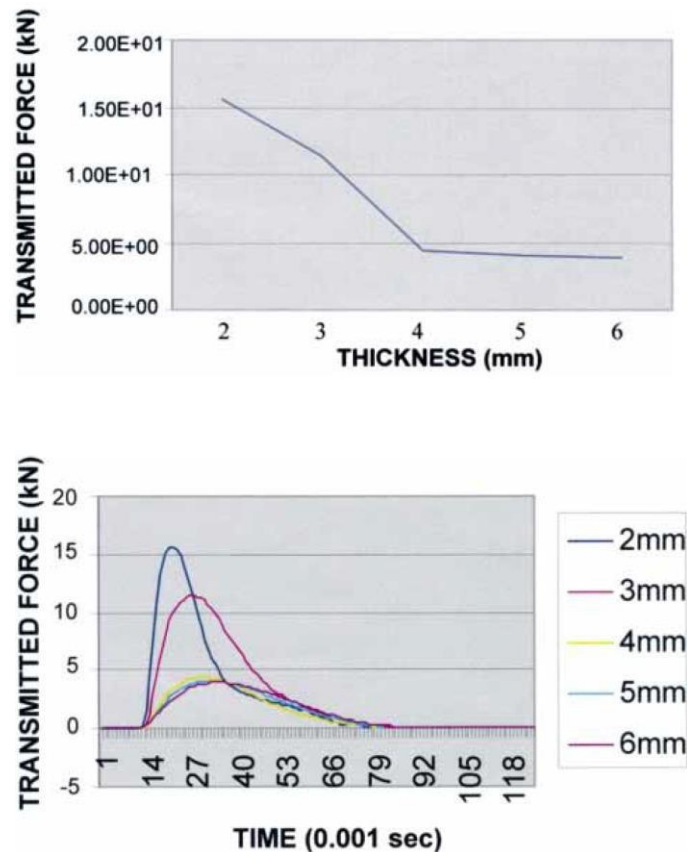 TRANSMITTED FORCE (kN)
2.00E+01
1.50E+01
1.00E+01
5.00E+00
0.00E+00
2 3 4 5 6
THICKNESS (mm)
TRANSMITTED FORCE (kN)
20
15
10
5
0
-5
1 14 27 40 53 66 79 92 105 118
TIME (0.001 sec)
2mm
3mm
4mm
5mm
6mm